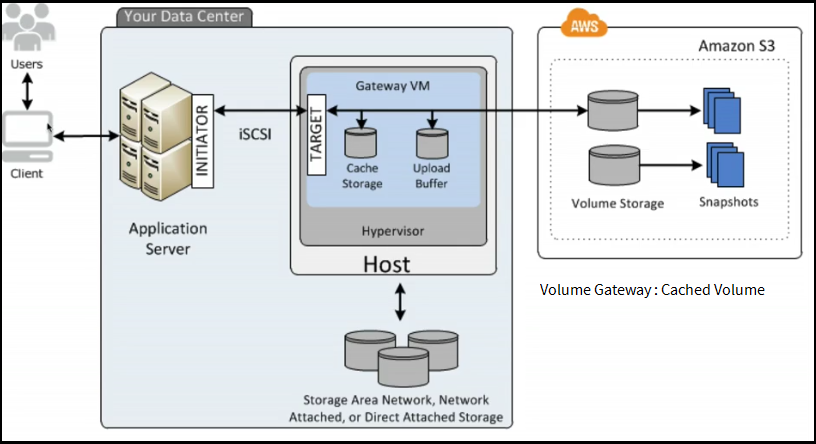 Your Data Center
Users
Client
Application
Server
INITIATOR
iSCSI
TARGET
Gateway VM
Cache
Storage
Upload
Buffer
Hypervisor
Host
Storage Area Network, Network
Attached, or Direct Attached Storage
AWS
Amazon S3
Volume Storage
Snapshots
Volume Gateway : Cached Volume